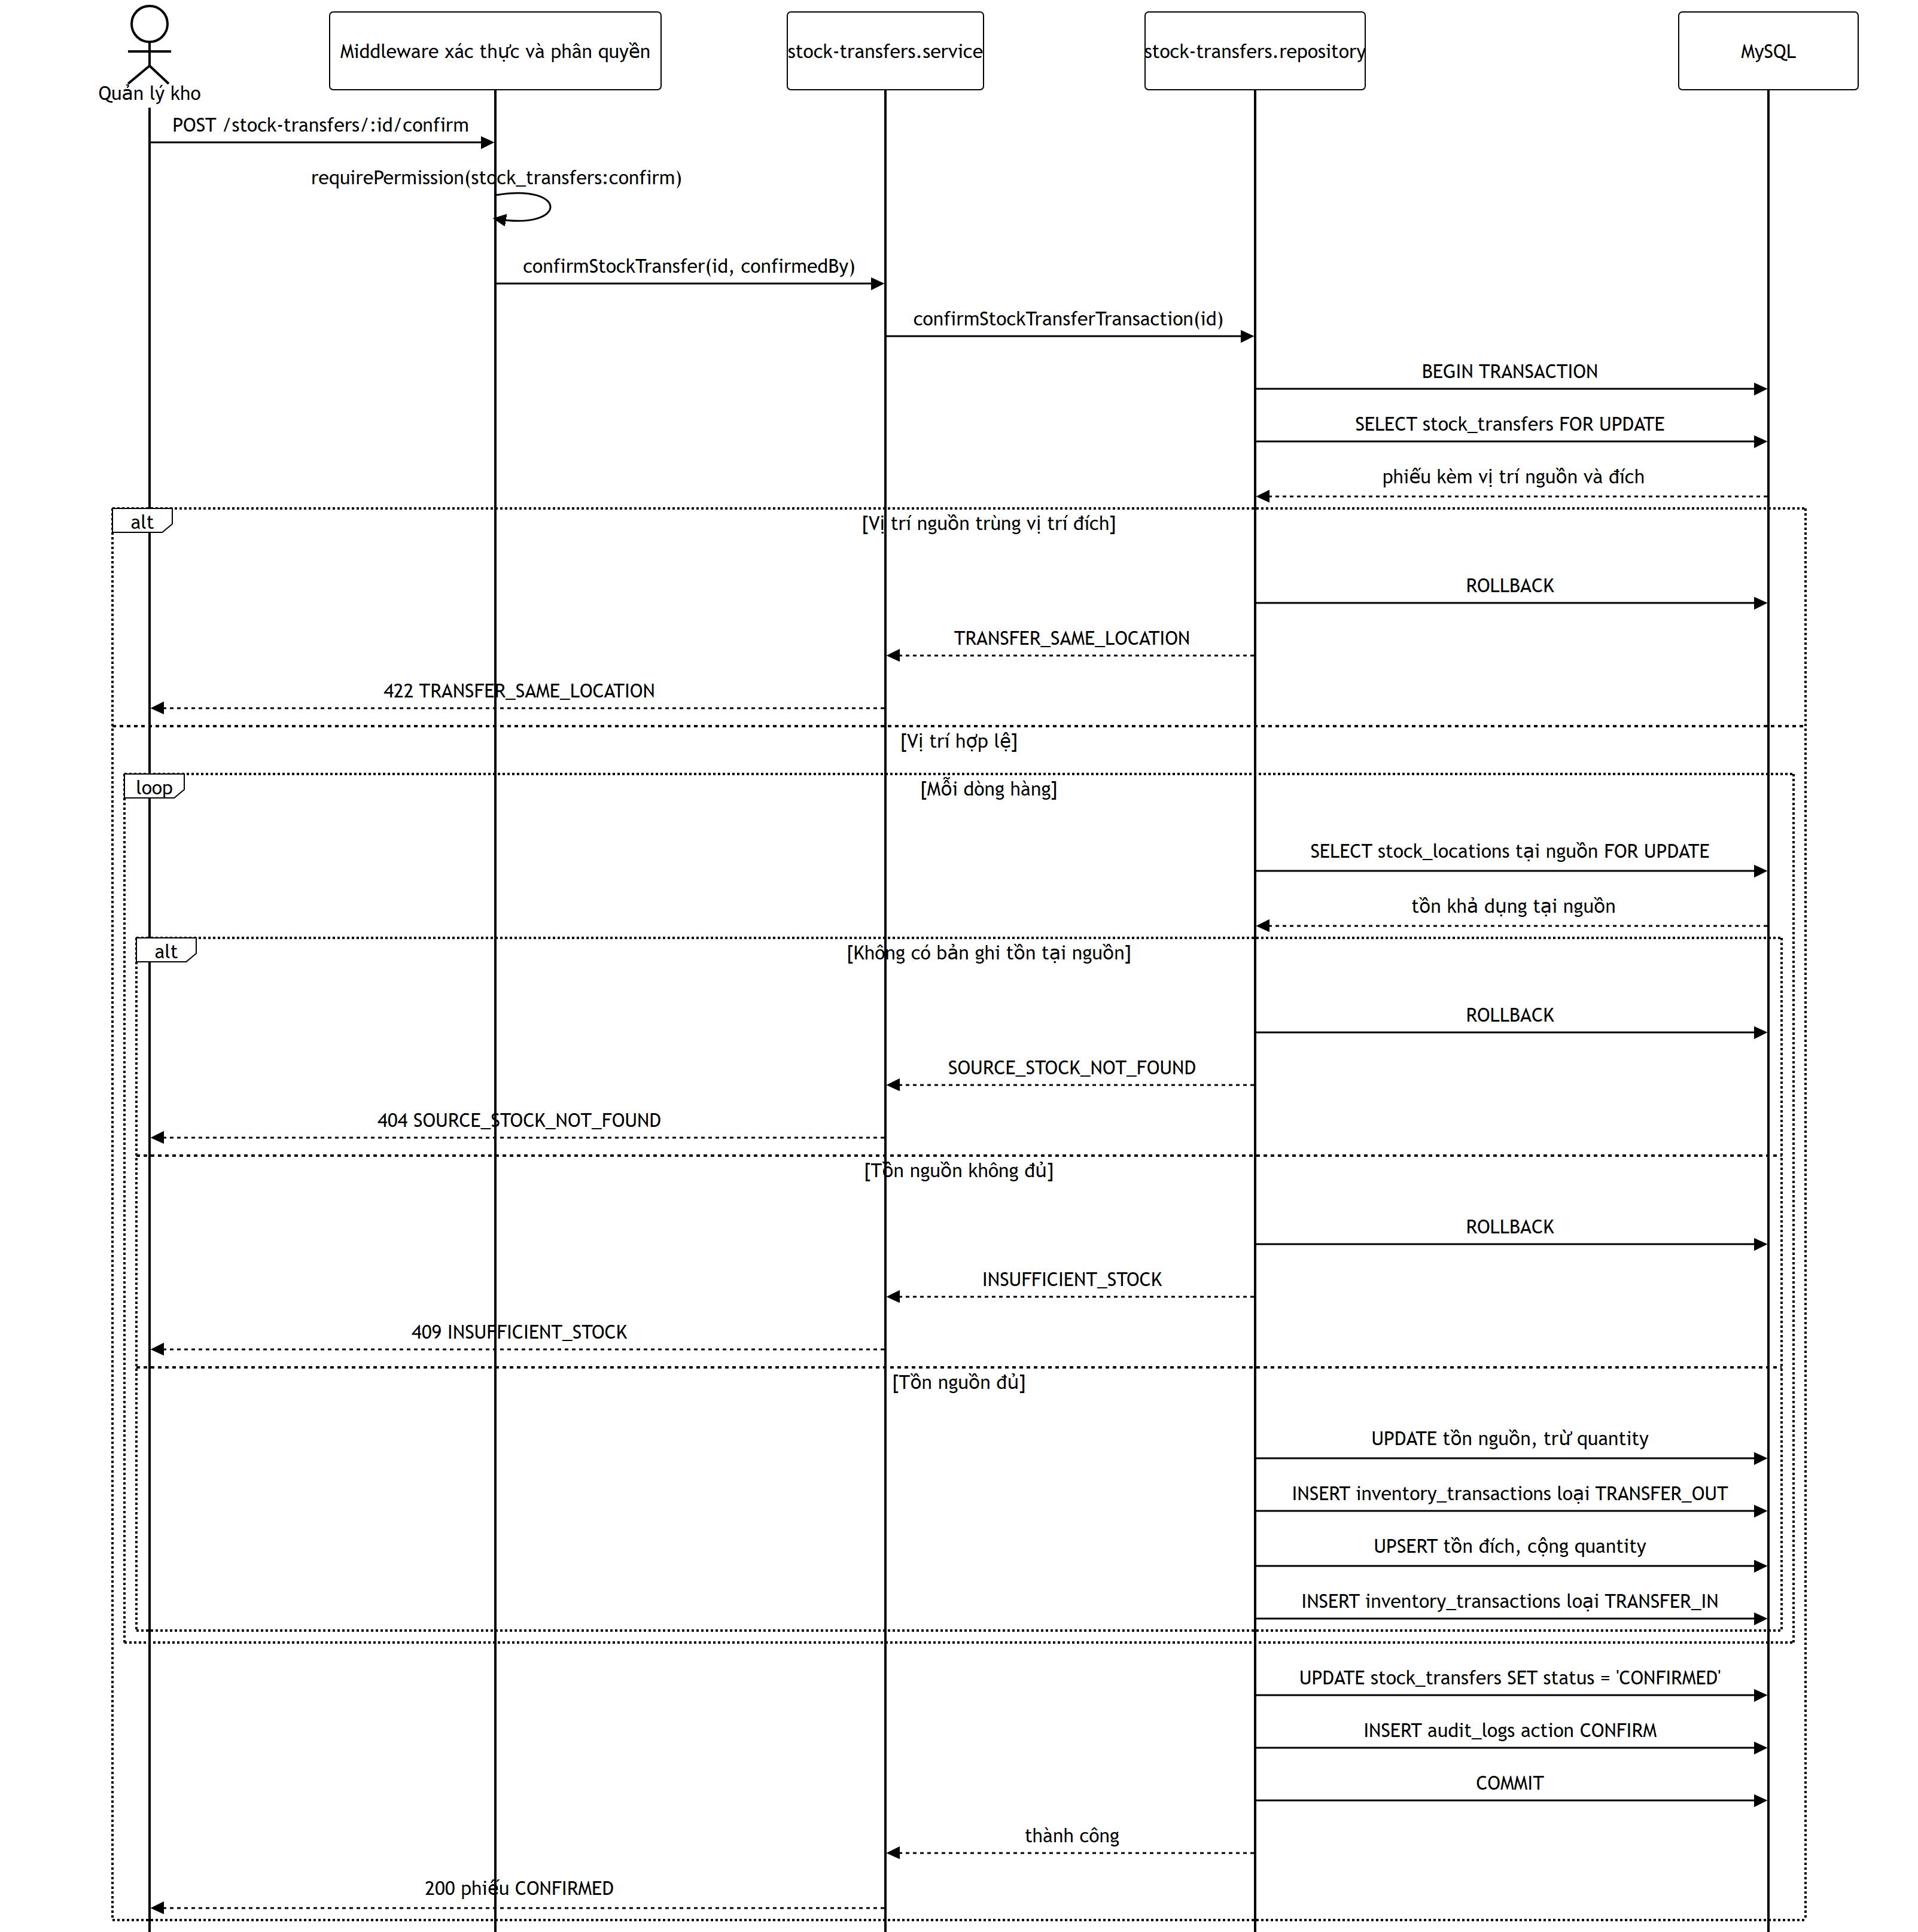 Quản lý kho
Middleware xác thực và phân quyền
stock-transfers.service
stock-transfers.repository
MySQL
POST /stock-transfers/:id/confirm
requirePermission(stock_transfers:confirm)
confirmStockTransfer(id, confirmedBy)
confirmStockTransferTransaction(id)
BEGIN TRANSACTION
SELECT stock_transfers FOR UPDATE
phiếu kèm vị trí nguồn và đích
alt
[Vị trí nguồn trùng vị trí đích]
ROLLBACK
TRANSFER_SAME_LOCATION
422 TRANSFER_SAME_LOCATION
[Vị trí hợp lệ]
loop
[Mỗi dòng hàng]
SELECT stock_locations tại nguồn FOR UPDATE
tồn khả dụng tại nguồn
alt
[Không có bản ghi tồn tại nguồn]
ROLLBACK
SOURCE_STOCK_NOT_FOUND
404 SOURCE_STOCK_NOT_FOUND
[Tồn nguồn không đủ]
ROLLBACK
INSUFFICIENT_STOCK
409 INSUFFICIENT_STOCK
[Tồn nguồn đủ]
UPDATE tồn nguồn, trừ quantity
INSERT inventory_transactions loại TRANSFER_OUT
UPSERT tồn đích, cộng quantity
INSERT inventory_transactions loại TRANSFER_IN
UPDATE stock_transfers SET status = 'CONFIRMED'
INSERT audit_logs action CONFIRM
COMMIT
thành công
200 phiếu CONFIRMED